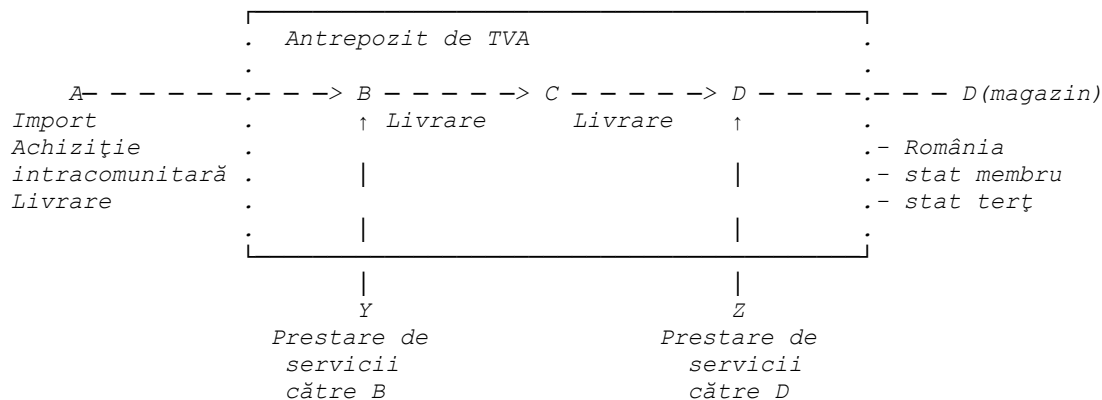 Antrepozit de TVA
A– – – – – – – – –> B – – – – –> C – – – – –> D – – – – – – – D(magazin)
Import ↑ Livrare Livrare ↑
Achiziţie - România
intracomunitară - stat membru
Livrare - stat terţ
Y Z
Prestare de Prestare de
servicii servicii
către B către D